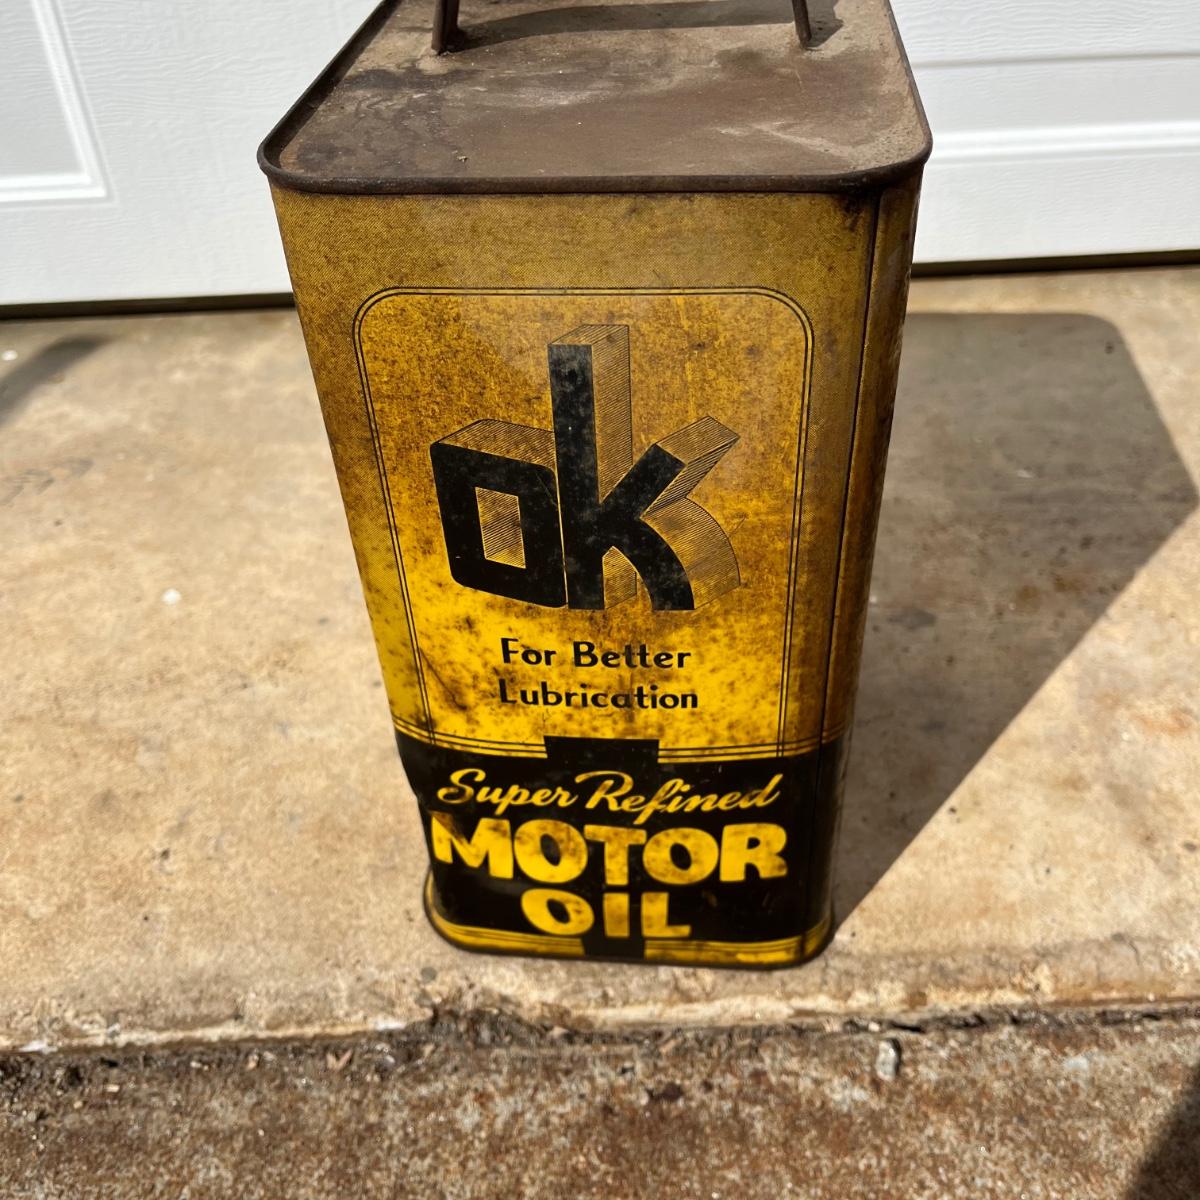 ok
For Better
Lubrication
Super Refined
MOTOR
OIL